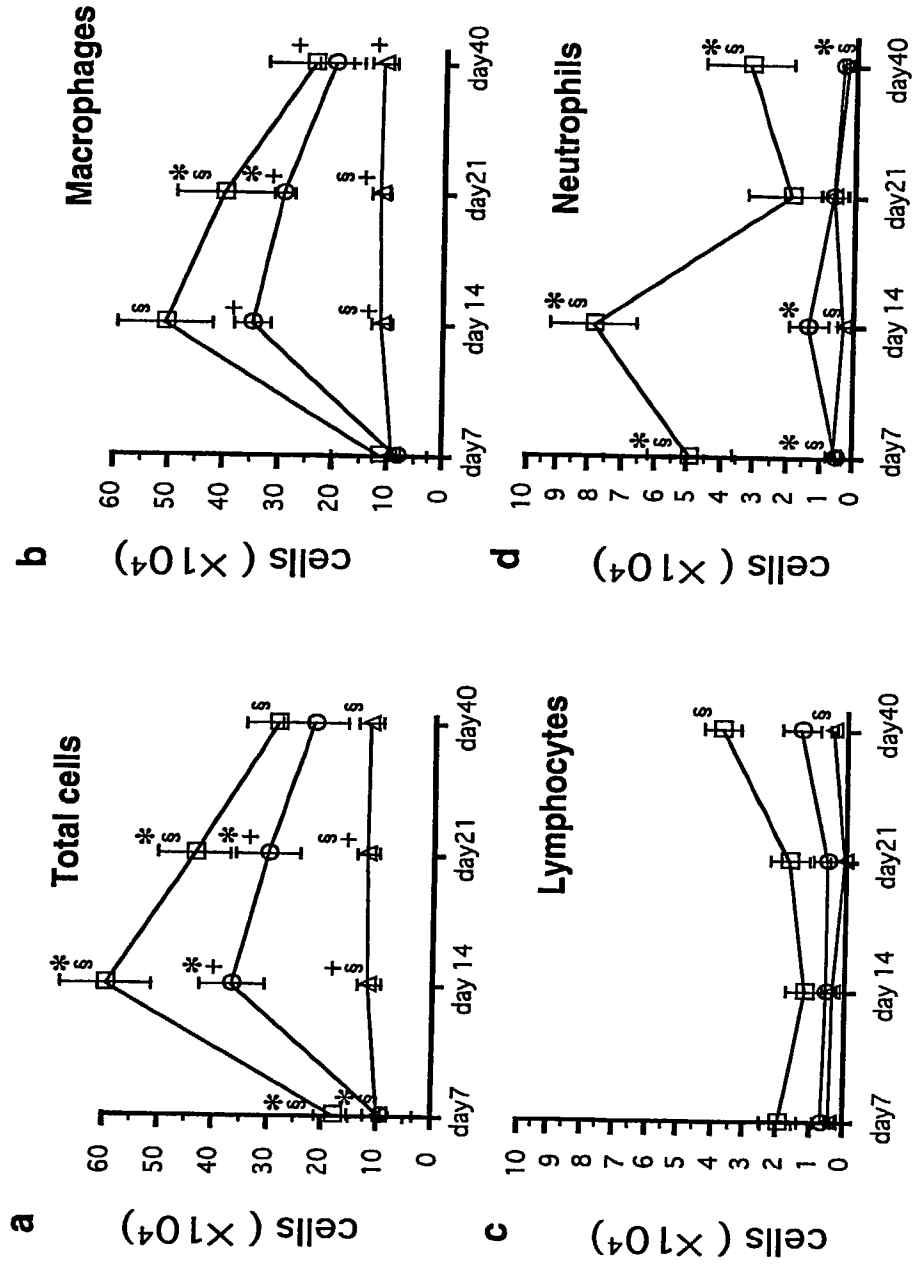 a
Total cells
cells (×10⁴)
60
50
40
30
20
10
0
* §
* §
* §
* +
+ §
* §
* +
§ +
§
§
day7
day 14
day21
day40
b
Macrophages
cells (×10⁴)
60
50
40
30
20
10
0
§
+
§ +
* §
* +
§ +
+
+
day7
day 14
day21
day40
c
Lymphocytes
cells (×10⁴)
10
9
8
7
6
5
4
3
2
1
0
§
§
day7
day 14
day21
day40
d
Neutrophils
cells (×10⁴)
10
9
8
7
6
5
4
3
2
1
0
* §
* §
* §
*
* §
* §
day7
day 14
day21
day40